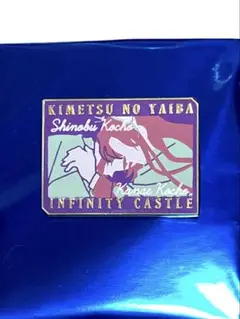 KIMETSU NO YAIBA
Shinobu Kocho
Kanae Kocho
INFINITY CASTLE